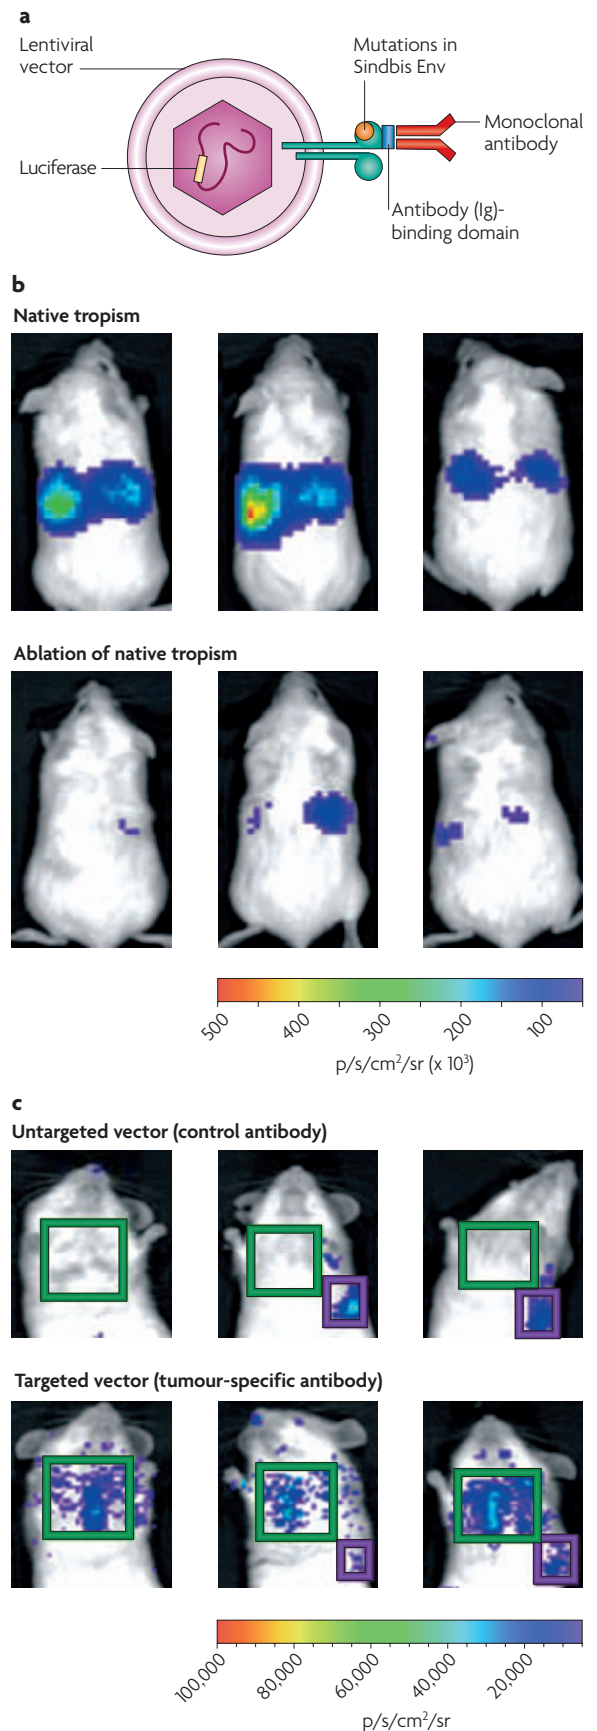 a
Lentiviral
vector
Mutations in
Sindbis Env
Monoclonal
antibody
Luciferase
Antibody (Ig)-
binding domain
b
Native tropism
Ablation of native tropism
500
400
300
200
100
p/s/cm²/sr (x 10³)
c
Untargeted vector (control antibody)
Targeted vector (tumour-specific antibody)
100,000
80,000
60,000
40,000
20,000
p/s/cm²/sr